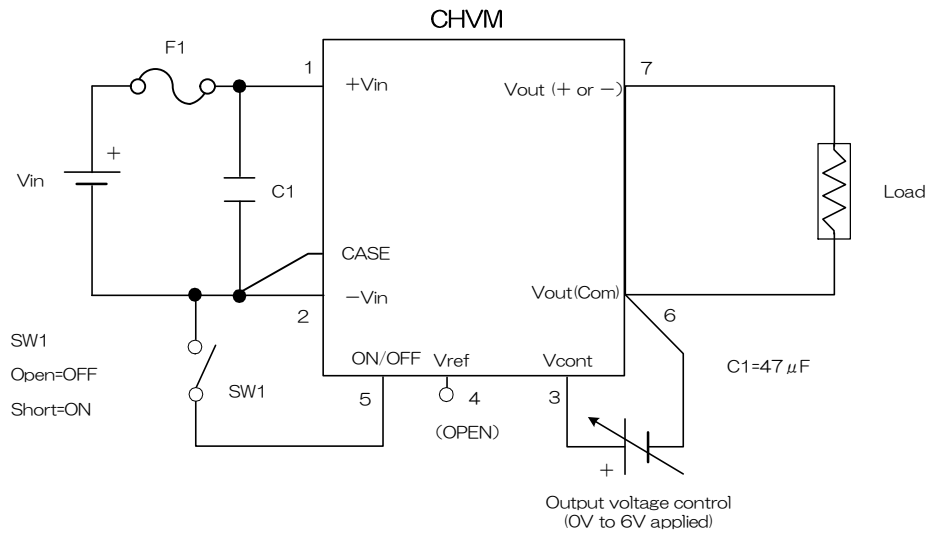 CHVM
F1
1
+Vin
Vout (+ or −)
7
Vin
+
C1
Load
CASE
−Vin
2
Vout(Com)
6
SW1
Open=OFF
Short=ON
SW1
ON/OFF
Vref
Vcont
5
4
3
(OPEN)
C1=47μF
+
Output voltage control
(0V to 6V applied)